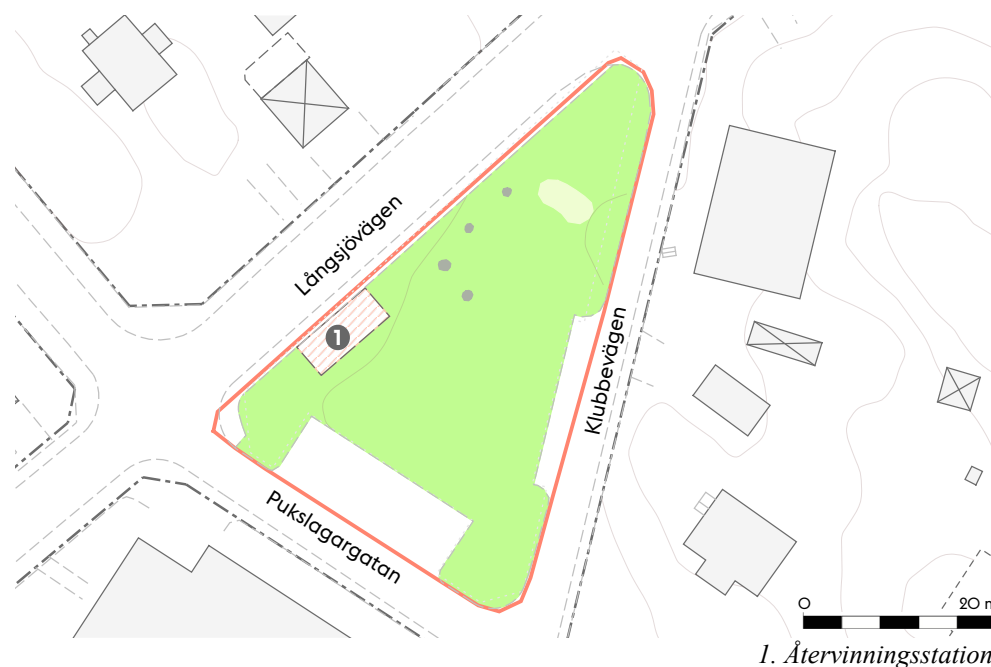 Långsjövägen
1
Klubbevägen
Pukslagargatan
0 20 m
1. Återvinningsstation